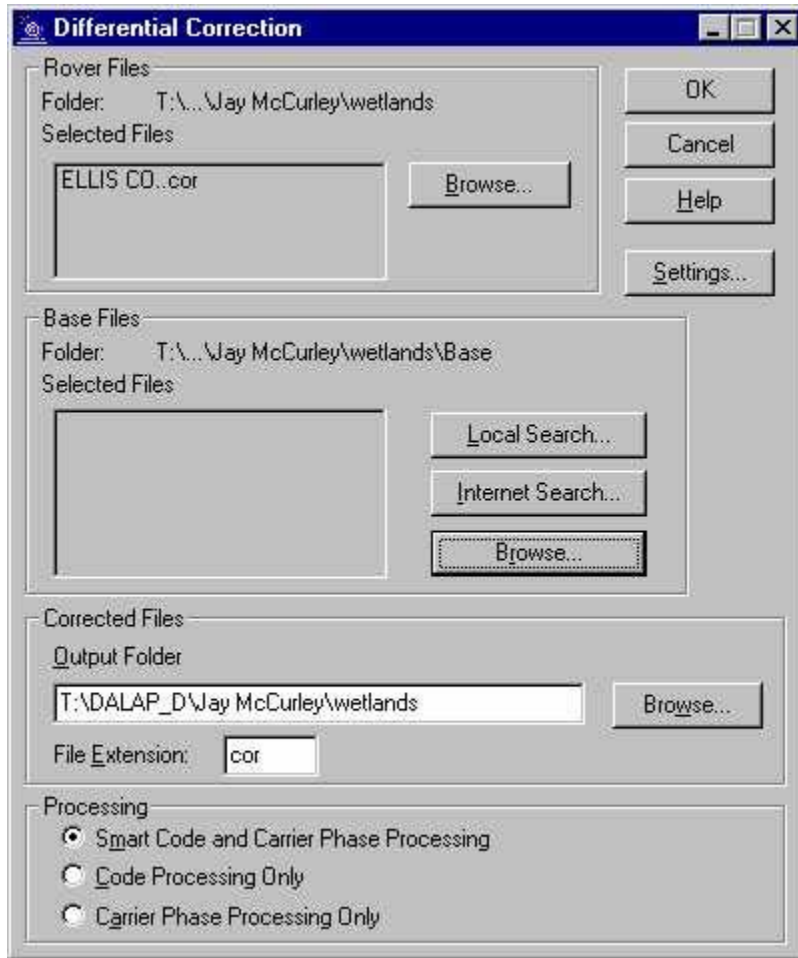 Differential Correction
Rover Files
Folder: T:\...\Jay McCurley\wetlands
Selected Files
ELLIS CO..cor
Browse...
OK
Cancel
Help
Settings...
Base Files
Folder: T:\...\Jay McCurley\wetlands\Base
Selected Files
Local Search...
Internet Search...
Browse...
Corrected Files
Output Folder
T:\DALAP_D\Jay McCurley\wetlands
Browse...
File Extension: cor
Processing
Smart Code and Carrier Phase Processing
Code Processing Only
Carrier Phase Processing Only